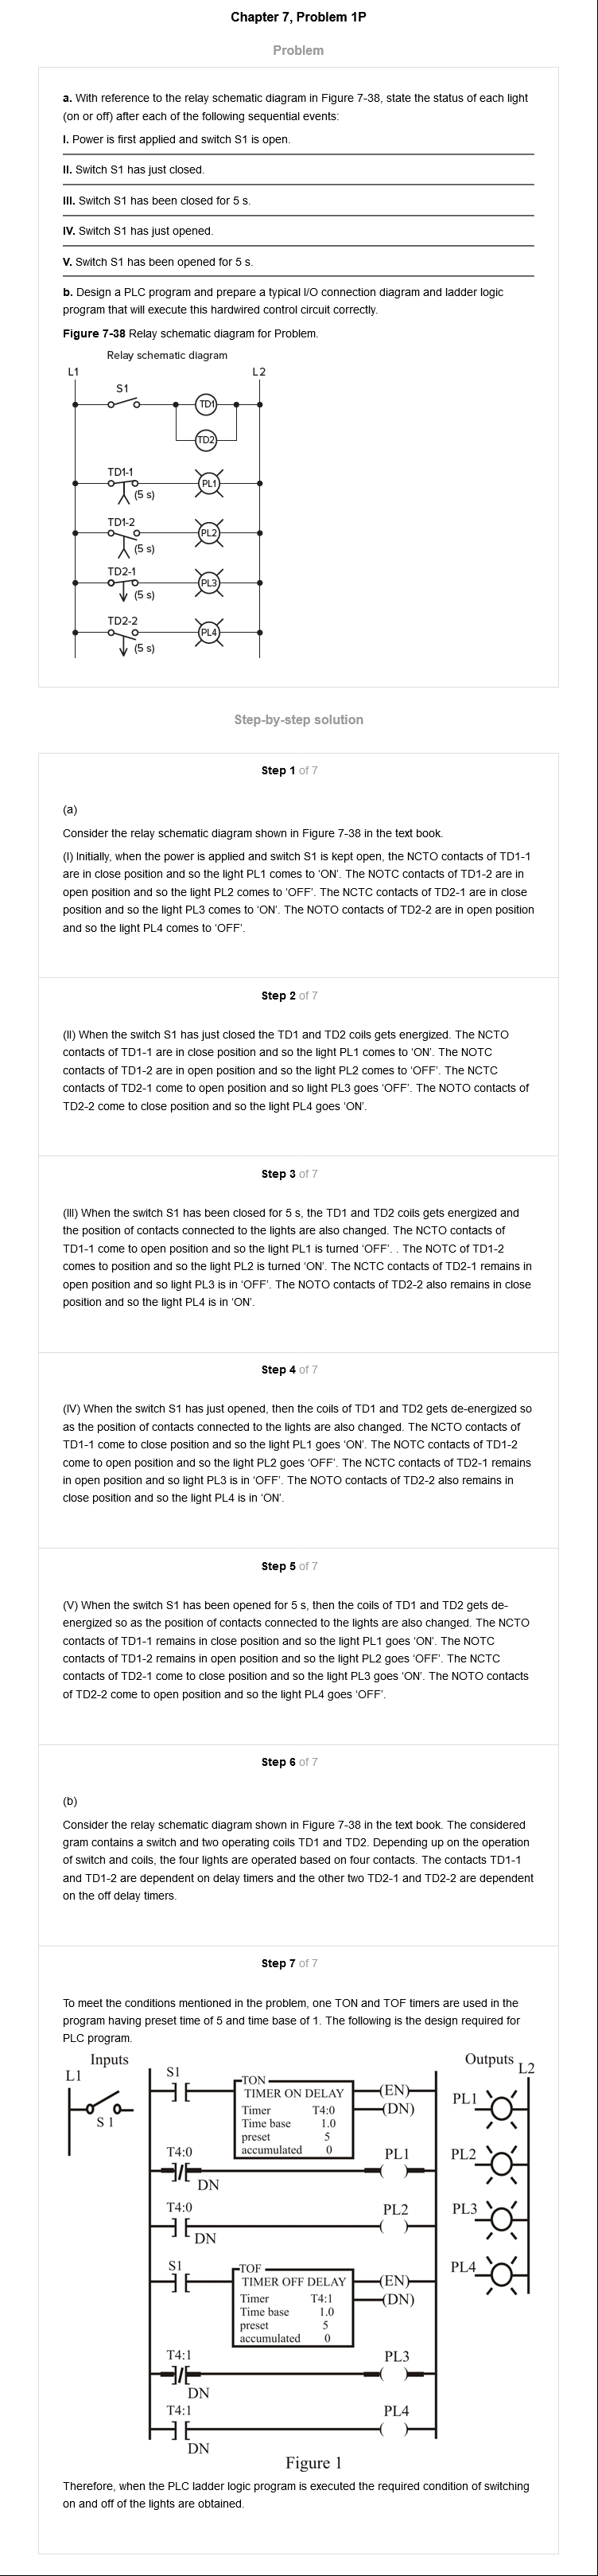 Chapter 7, Problem 1P
Problem
a. With reference to the relay schematic diagram in Figure 7-38, state the status of each light
(on or off) after each of the following sequential events:
I. Power is first applied and switch S1 is open.
II. Switch S1 has just closed.
III. Switch S1 has been closed for 5 s.
IV. Switch S1 has just opened.
V. Switch S1 has been opened for 5 s.
b. Design a PLC program and prepare a typical I/O connection diagram and ladder logic
program that will execute this hardwired control circuit correctly.
Figure 7-38 Relay schematic diagram for Problem.
Relay schematic diagram
L1 L2
S1
TD1
TD2
TD1-1
PL1
(5 s)
TD1-2
PL2
(5 s)
TD2-1
PL3
(5 s)
TD2-2
PL4
(5 s)
Step-by-step solution
Step 1 of 7
(a)
Consider the relay schematic diagram shown in Figure 7-38 in the text book.
(I) Initially, when the power is applied and switch S1 is kept open, the NCTO contacts of TD1-1
are in close position and so the light PL1 comes to ‘ON’. The NOTC contacts of TD1-2 are in
open position and so the light PL2 comes to ‘OFF’. The NCTC contacts of TD2-1 are in close
position and so the light PL3 comes to ‘ON’. The NOTO contacts of TD2-2 are in open position
and so the light PL4 comes to ‘OFF’.
Step 2 of 7
(II) When the switch S1 has just closed the TD1 and TD2 coils gets energized. The NCTO
contacts of TD1-1 are in close position and so the light PL1 comes to ‘ON’. The NOTC
contacts of TD1-2 are in open position and so the light PL2 comes to ‘OFF’. The NCTC
contacts of TD2-1 come to open position and so light PL3 goes ‘OFF’. The NOTO contacts of
TD2-2 come to close position and so the light PL4 goes ‘ON’.
Step 3 of 7
(III) When the switch S1 has been closed for 5 s, the TD1 and TD2 coils gets energized and
the position of contacts connected to the lights are also changed. The NCTO contacts of
TD1-1 come to open position and so the light PL1 is turned ‘OFF’. . The NOTC of TD1-2
comes to position and so the light PL2 is turned ‘ON’. The NCTC contacts of TD2-1 remains in
open position and so light PL3 is in ‘OFF’. The NOTO contacts of TD2-2 also remains in close
position and so the light PL4 is in ‘ON’.
Step 4 of 7
(IV) When the switch S1 has just opened, then the coils of TD1 and TD2 gets de-energized so
as the position of contacts connected to the lights are also changed. The NCTO contacts of
TD1-1 come to close position and so the light PL1 goes ‘ON’. The NOTC contacts of TD1-2
come to open position and so the light PL2 goes ‘OFF’. The NCTC contacts of TD2-1 remains
in open position and so light PL3 is in ‘OFF’. The NOTO contacts of TD2-2 also remains in
close position and so the light PL4 is in ‘ON’.
Step 5 of 7
(V) When the switch S1 has been opened for 5 s, then the coils of TD1 and TD2 gets de-
energized so as the position of contacts connected to the lights are also changed. The NCTO
contacts of TD1-1 remains in close position and so the light PL1 goes ‘ON’. The NOTC
contacts of TD1-2 remains in open position and so the light PL2 goes ‘OFF’. The NCTC
contacts of TD2-1 come to close position and so the light PL3 goes ‘ON’. The NOTO contacts
of TD2-2 come to open position and so the light PL4 goes ‘OFF’.
Step 6 of 7
(b)
Consider the relay schematic diagram shown in Figure 7-38 in the text book. The considered
gram contains a switch and two operating coils TD1 and TD2. Depending up on the operation
of switch and coils, the four lights are operated based on four contacts. The contacts TD1-1
and TD1-2 are dependent on delay timers and the other two TD2-1 and TD2-2 are dependent
on the off delay timers.
Step 7 of 7
To meet the conditions mentioned in the problem, one TON and TOF timers are used in the
program having preset time of 5 and time base of 1. The following is the design required for
PLC program.
Inputs Outputs
L1 L2
S1
S 1
TON
TIMER ON DELAY
Timer T4:0
Time base 1.0
preset 5
accumulated 0
(EN)
(DN)
PL1
T4:0
DN
PL1
PL2
T4:0
DN
PL2
PL3
S1
TOF
TIMER OFF DELAY
Timer T4:1
Time base 1.0
preset 5
accumulated 0
(EN)
(DN)
PL4
T4:1
DN
PL3
T4:1
DN
PL4
Figure 1
Therefore, when the PLC ladder logic program is executed the required condition of switching
on and off of the lights are obtained.